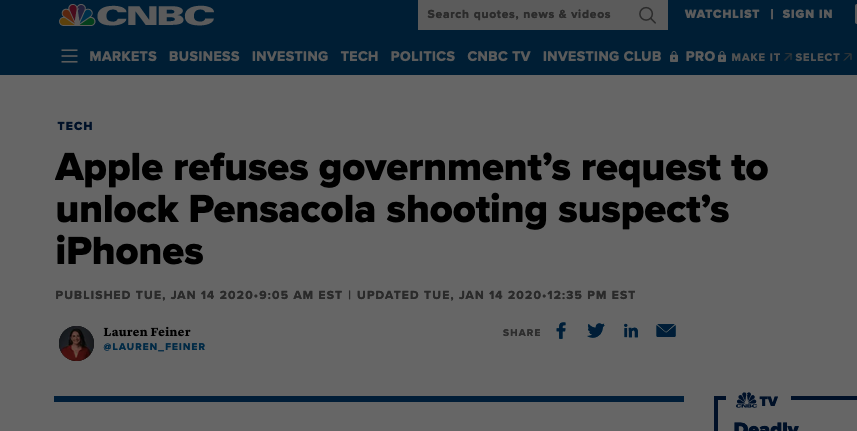 CNBC
Search quotes, news & videos
WATCHLIST | SIGN IN
MARKETS BUSINESS INVESTING TECH POLITICS CNBC TV INVESTING CLUB PRO MAKE IT SELECT
TECH
Apple refuses government's request to
unlock Pensacola shooting suspect's
iPhones
PUBLISHED TUE, JAN 14 2020•9:05 AM EST | UPDATED TUE, JAN 14 2020•12:35 PM EST
Lauren Feiner
@LAUREN_FEINER
SHARE
CNBC TV
Deadly